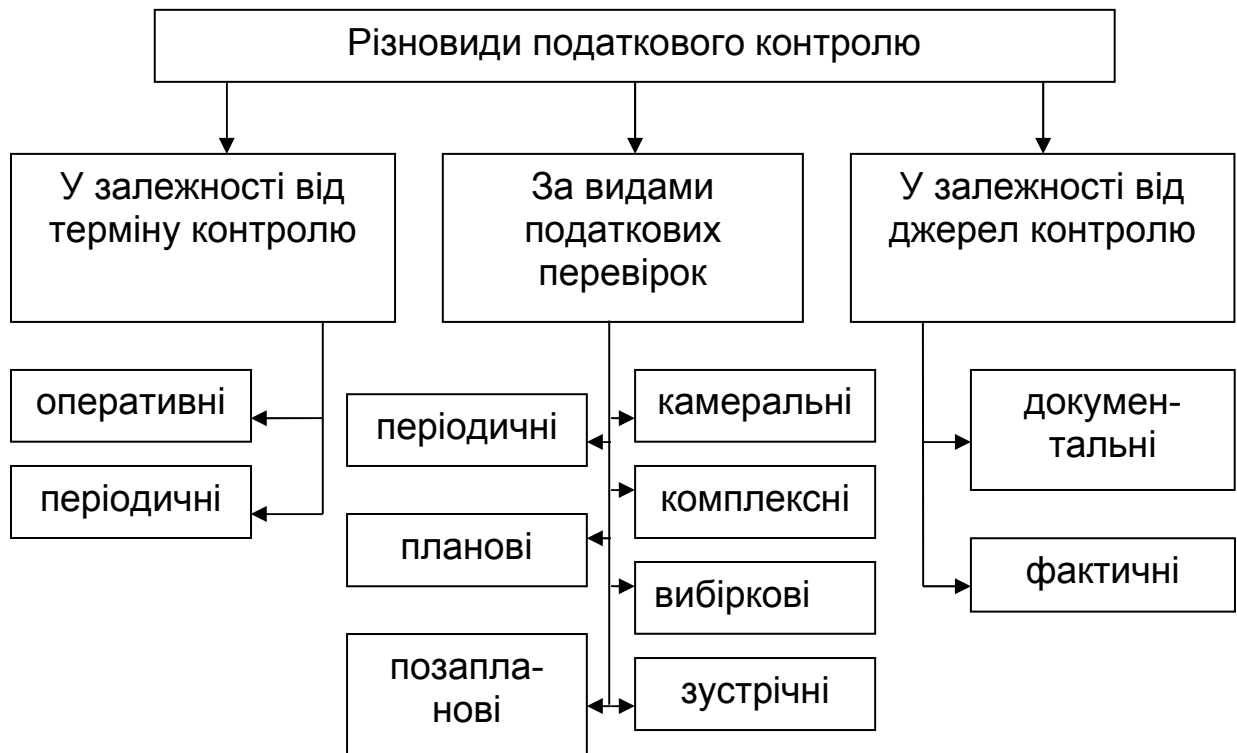 Різновиди податкового контролю
У залежності від
терміну контролю
За видами
податкових
перевірок
У залежності від
джерел контролю
оперативні
періодичні
періодичні
планові
позапла-
нові
камеральні
комплексні
вибіркові
зустрічні
докумен-
тальні
фактичні